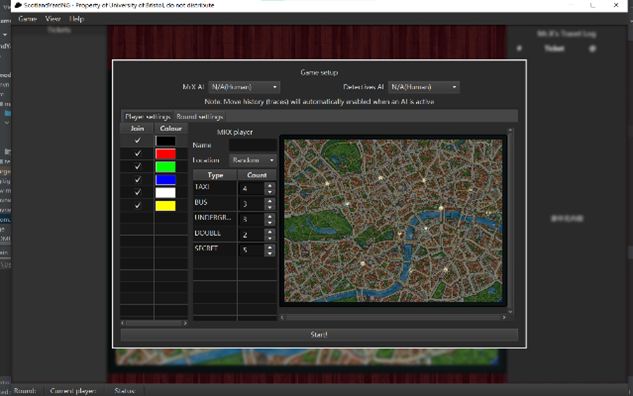 ScotlandYardNG - Property of University of Bristol, do not distribute
Game View Help
Tickets
Mr.X's Travel Log
# Ticket @
Game setup
MrX AI N/A(Human) Detectives AI N/A(Human)
Note: Move history (traces) will automatically enabled when an AI is active
Player settings Round settings
Join Colour
MRX player
Name
Location Random
Type Count
TAXI 4
BUS 3
UNDERGR... 3
DOUBLE 2
SECRET 5
Start!
Round: Current player: Status: